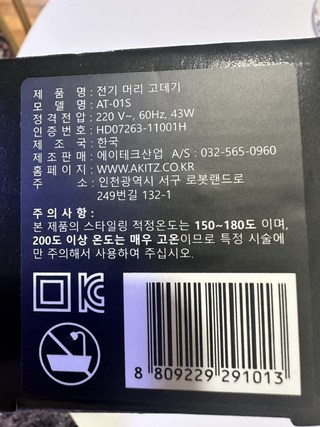 제 품 명 : 전기 머리 고데기
모 델 명 : AT-01S
정 격 전 압 : 220 V~, 60Hz, 43W
인 증 번 호 : HD07263-11001H
제 조 국 : 한국
제 조 판 매 : 에이테크산업 A/S : 032-565-0960
홈 페 이 지 : WWW.AKITZ.CO.KR
주 소 : 인천광역시 서구 로봇랜드로
249번길 132-1
주 의 사 항 :
본 제품의 스타일링 적정온도는 150~180도 이며,
200도 이상 온도는 매우 고온이므로 특정 시술에
만 주의해서 사용하여 주십시오.
8 809229 291013